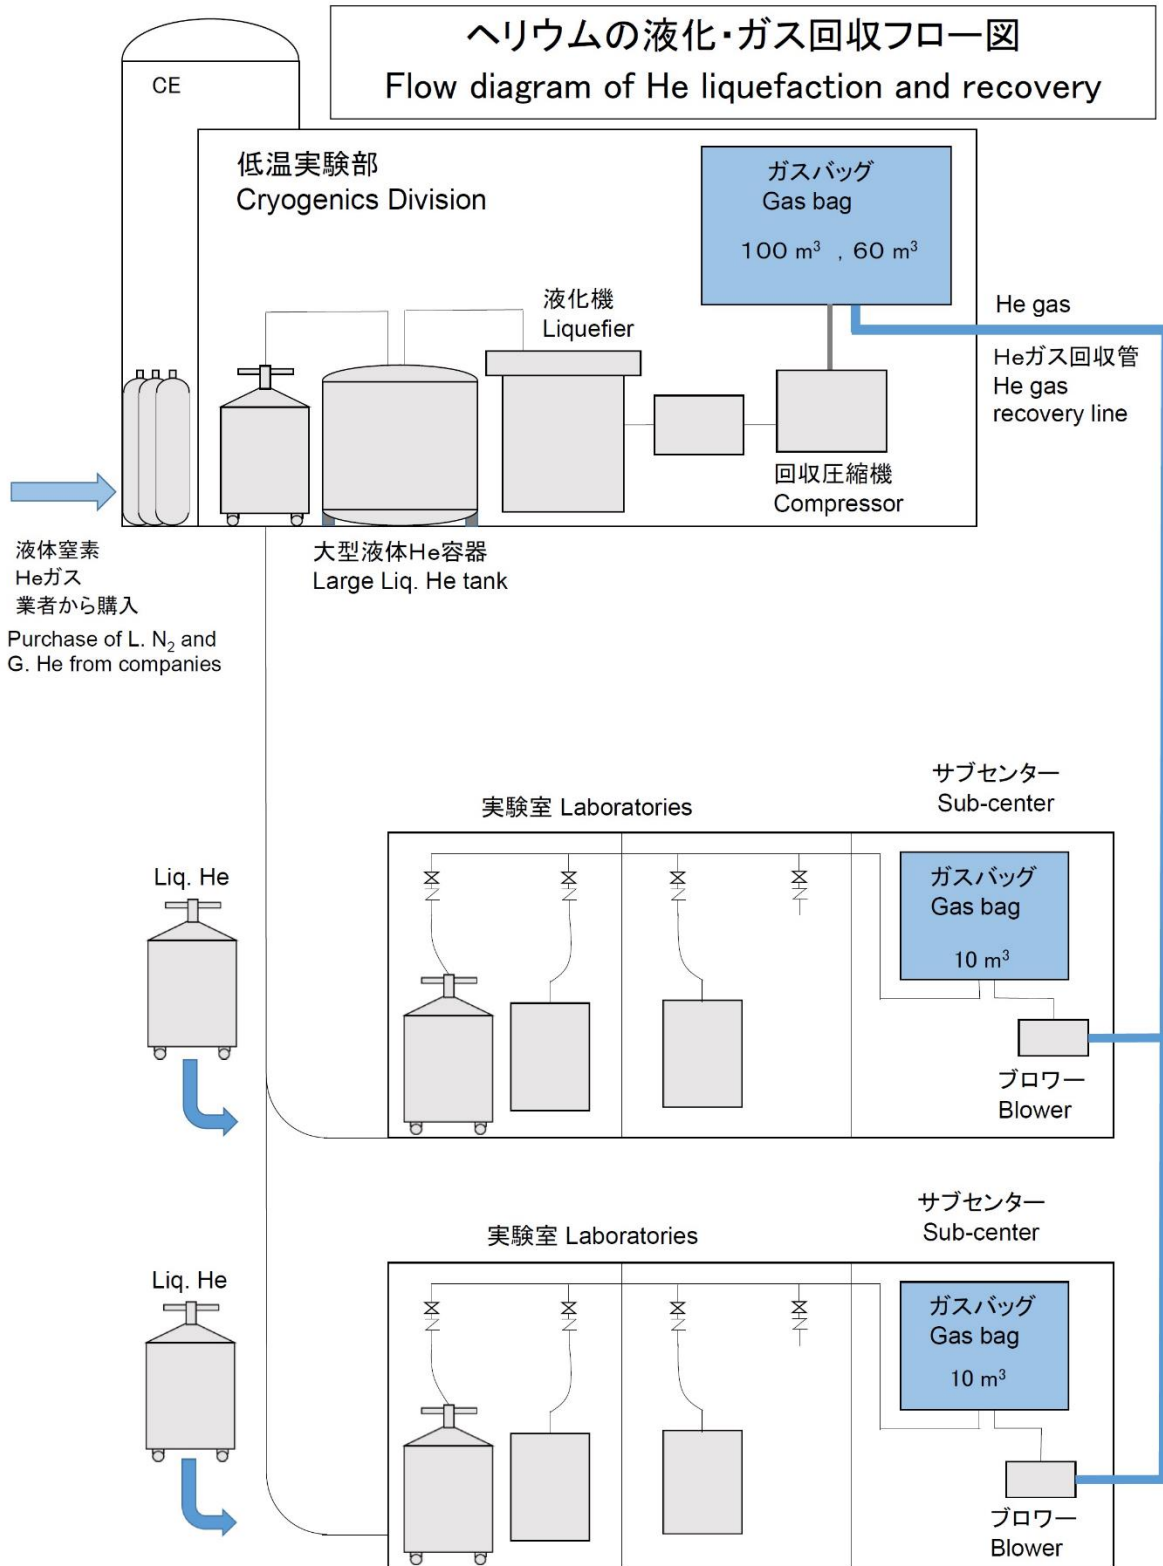 ヘリウムの液化・ガス回収フロー図
Flow diagram of He liquefaction and recovery
CE
低温実験部
Cryogenics Division
ガスバッグ
Gas bag
100 m³ , 60 m³
液化機
Liquefier
He gas
Heガス回収管
He gas
recovery line
回収圧縮機
Compressor
大型液体He容器
Large Liq. He tank
液体窒素
Heガス
業者から購入
Purchase of L. N₂ and
G. He from companies
実験室 Laboratories
サブセンター
Sub-center
Liq. He
ガスバッグ
Gas bag
10 m³
ブロワー
Blower
実験室 Laboratories
サブセンター
Sub-center
Liq. He
ガスバッグ
Gas bag
10 m³
ブロワー
Blower